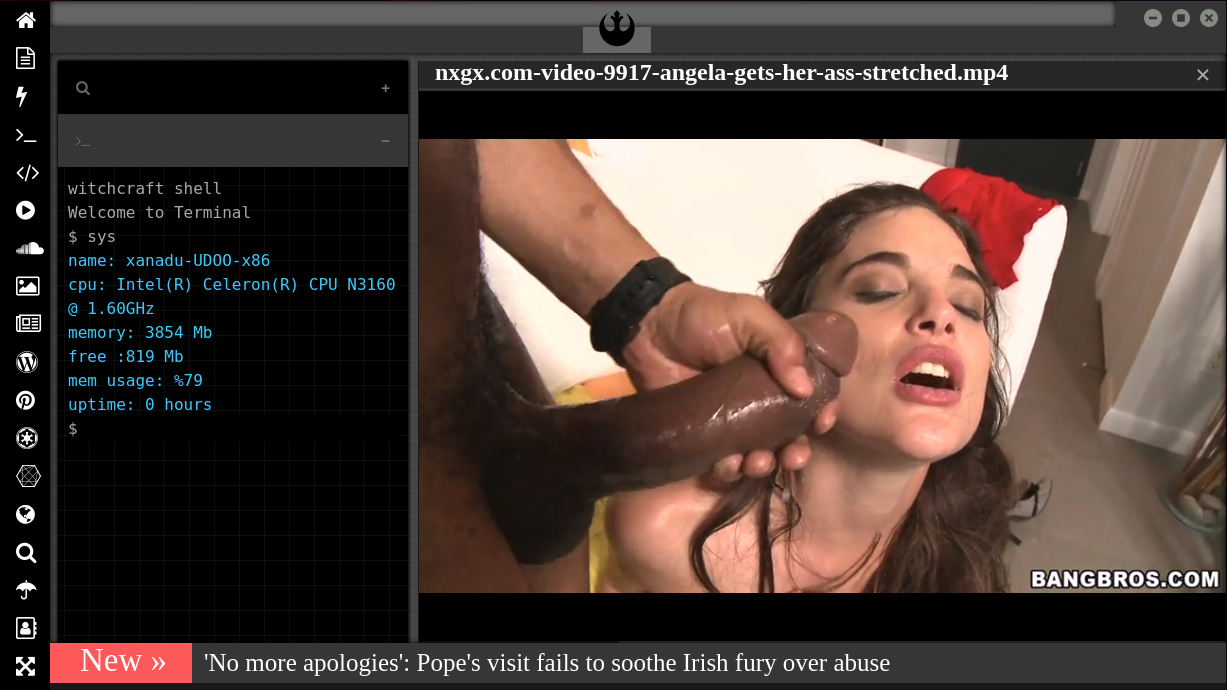 nxgx.com-video-9917-angela-gets-her-ass-stretched.mp4
witchcraft shell
Welcome to Terminal
$ sys
name: xanadu-UDOO-x86
cpu: Intel(R) Celeron(R) CPU N3160
@ 1.60GHz
memory: 3854 Mb
free :819 Mb
mem usage: %79
uptime: 0 hours
$
BANGBROS.COM
New » 'No more apologies': Pope's visit fails to soothe Irish fury over abuse